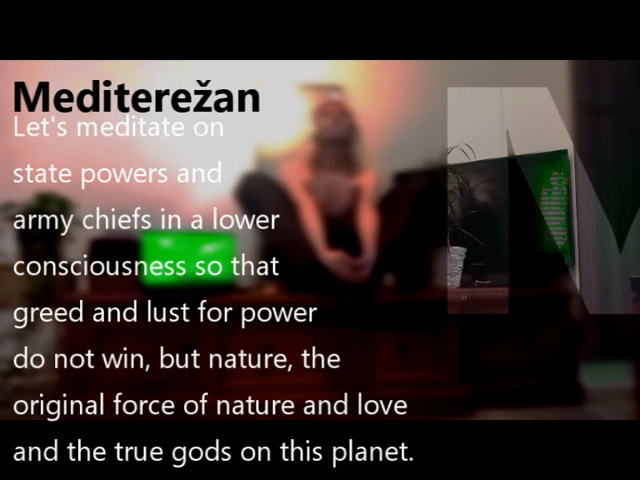 Mediterežan
Let's meditate on
state powers and
army chiefs in a lower
consciousness so that
greed and lust for power
do not win, but nature, the
original force of nature and love
and the true gods on this planet.
M